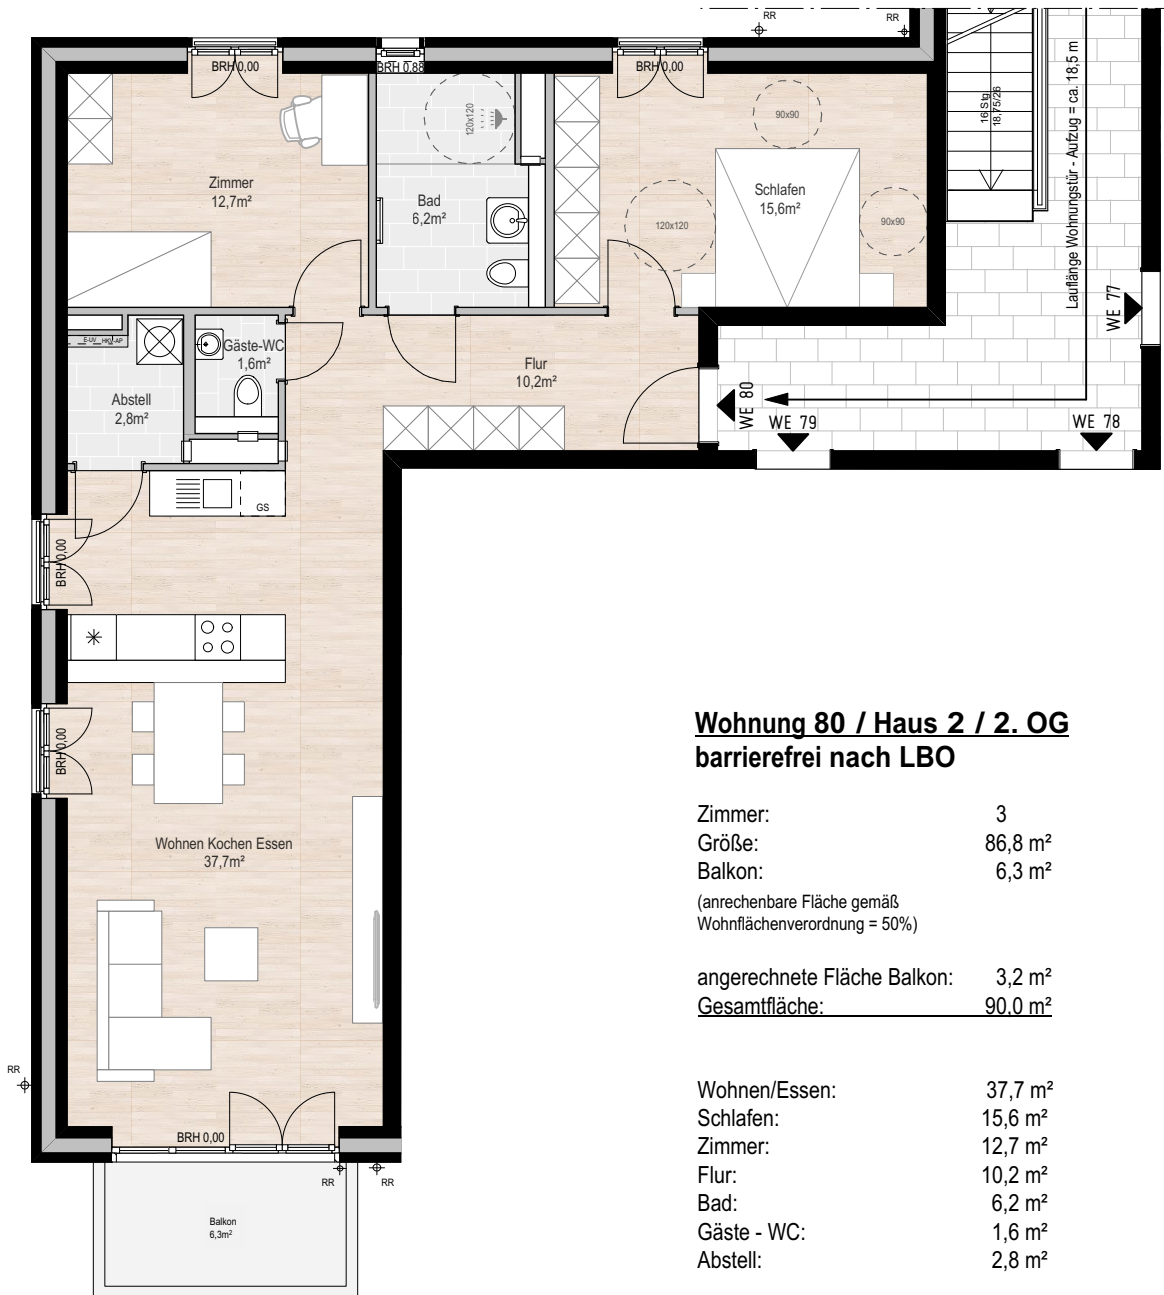 RR
RR
BRH 0,00
BRH 0,88
BRH 0,00
16 Stg
18,75/26
Lauflänge Wohnungstür - Aufzug = ca. 18,5 m
120x120
90x90
Zimmer
12,7m²
Bad
6,2m²
Schlafen
15,6m²
120x120
90x90
WE 77
E-UV
HKV-AP
Gäste-WC
1,6m²
Flur
10,2m²
Abstell
2,8m²
WE 80
WE 79
WE 78
GS
BRH 0,00
BRH 0,00
Wohnen Kochen Essen
37,7m²
RR
BRH 0,00
RR
RR
Balkon
6,3m²
Wohnung 80 / Haus 2 / 2. OG
barrierefrei nach LBO
Zimmer: 3
Größe: 86,8 m²
Balkon: 6,3 m²
(anrechenbare Fläche gemäß
Wohnflächenverordnung = 50%)
angerechnete Fläche Balkon: 3,2 m²
Gesamtfläche: 90,0 m²
Wohnen/Essen: 37,7 m²
Schlafen: 15,6 m²
Zimmer: 12,7 m²
Flur: 10,2 m²
Bad: 6,2 m²
Gäste - WC: 1,6 m²
Abstell: 2,8 m²